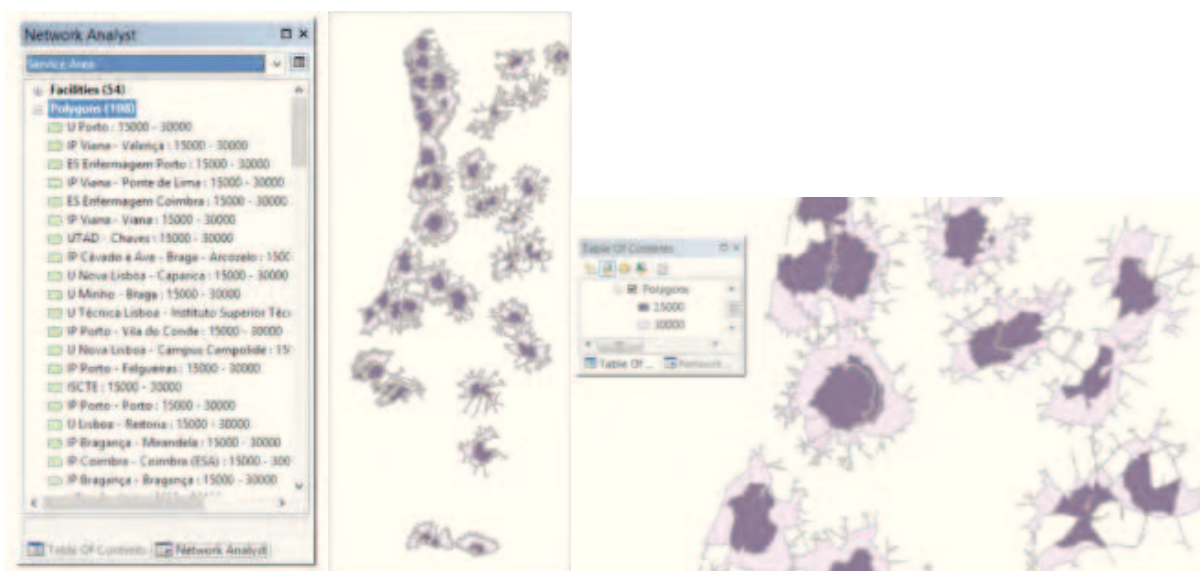 Network Analyst
Service Area
Facilities (54)
Polygons (108)
U Porto : 15000 - 30000
IP Viana - Valença : 15000 - 30000
ES Enfermagem Porto : 15000 - 30000
IP Viana - Ponte de Lima : 15000 - 30000
ES Enfermagem Coimbra : 15000 - 30000
IP Viana - Viana : 15000 - 30000
UTAD - Chaves : 15000 - 30000
IP Cávado e Ave - Braga - Arcozelo : 1500
U Nova Lisboa - Caparica : 15000 - 30000
U Minho - Braga : 15000 - 30000
U Técnica Lisboa - Instituto Superior Téc
IP Porto - Vila do Conde : 15000 - 30000
U Nova Lisboa - Campus Campolide : 15
IP Porto - Felgueiras : 15000 - 30000
ISCTE : 15000 - 30000
IP Porto - Porto : 15000 - 30000
U Lisboa - Reitoria : 15000 - 30000
IP Bragança - Mirandela : 15000 - 30000
IP Coimbra - Coimbra (ESA) : 15000 - 300
IP Bragança - Bragança : 15000 - 30000
Table Of Contents
Network Analyst
Table Of Contents
Polygons
15000
30000
Table Of ...
Network...